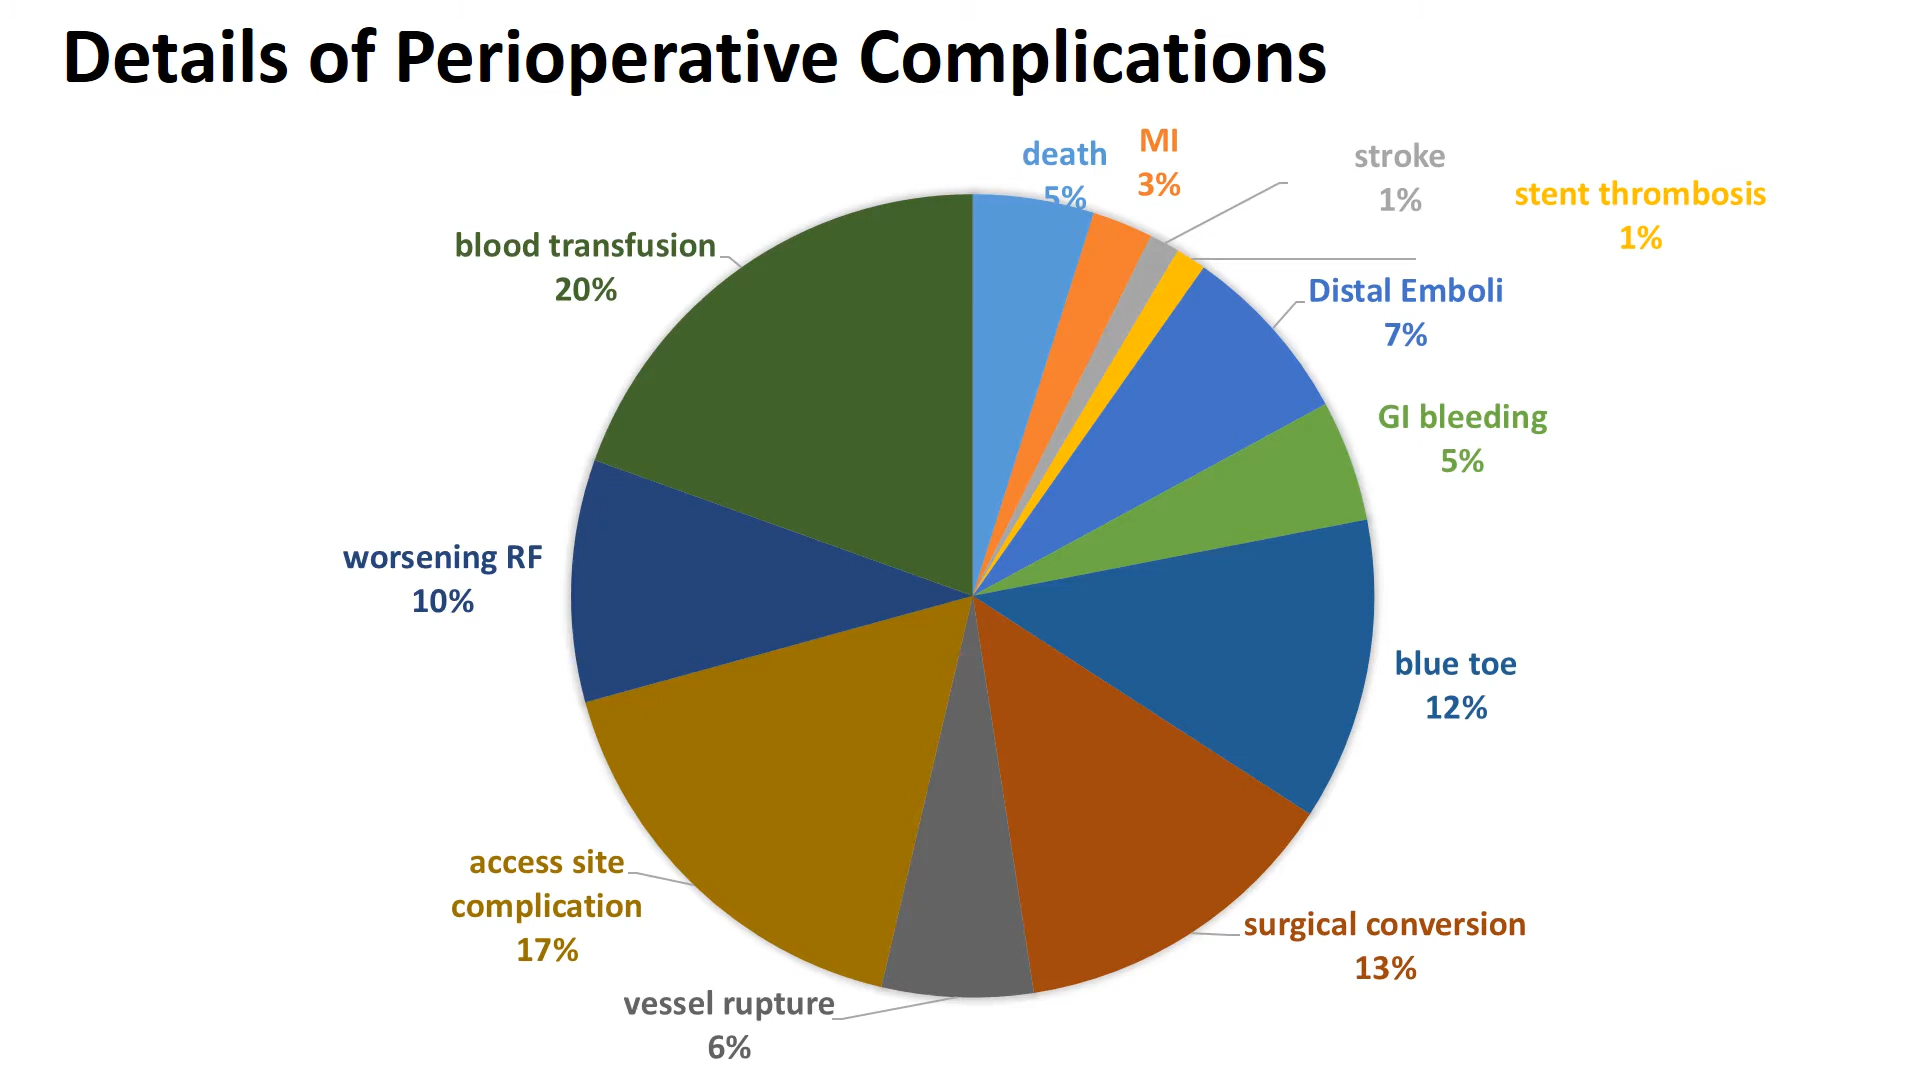 Details of Perioperative Complications
death
5%
MI
3%
stroke
1%
stent thrombosis
1%
Distal Emboli
7%
GI bleeding
5%
blue toe
12%
surgical conversion
13%
vessel rupture
6%
access site
complication
17%
worsening RF
10%
blood transfusion
20%